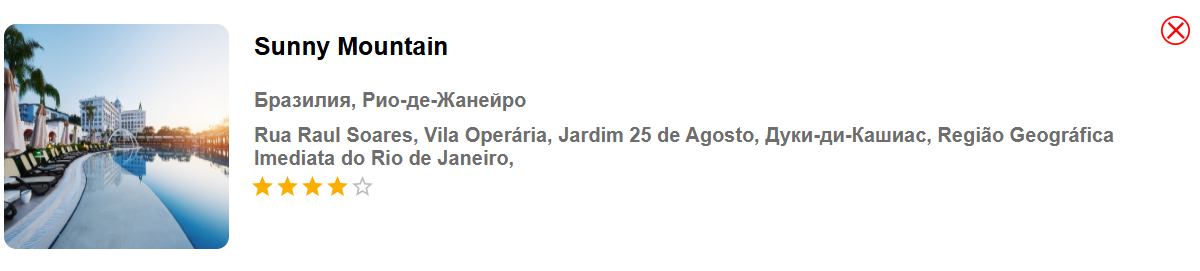 Sunny Mountain
Бразилия, Рио-де-Жанейро
Rua Raul Soares, Vila Operária, Jardim 25 de Agosto, Дуки-ди-Кашиас, Região Geográfica
Imediata do Rio de Janeiro,